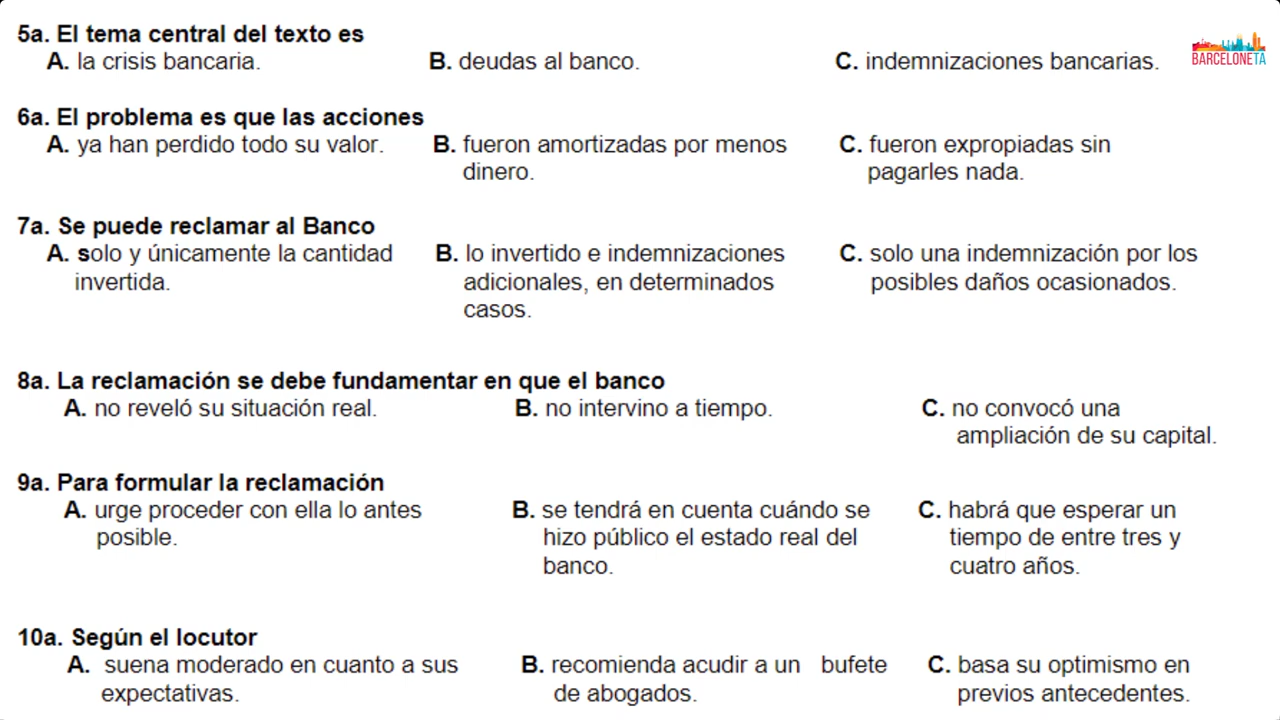 5a. El tema central del texto es
A. la crisis bancaria. B. deudas al banco. C. indemnizaciones bancarias.
BARCELONETA
6a. El problema es que las acciones
A. ya han perdido todo su valor. B. fueron amortizadas por menos C. fueron expropiadas sin
dinero. pagarles nada.
7a. Se puede reclamar al Banco
A. solo y únicamente la cantidad B. lo invertido e indemnizaciones C. solo una indemnización por los
invertida. adicionales, en determinados posibles daños ocasionados.
casos.
8a. La reclamación se debe fundamentar en que el banco
A. no reveló su situación real. B. no intervino a tiempo. C. no convocó una
ampliación de su capital.
9a. Para formular la reclamación
A. urge proceder con ella lo antes B. se tendrá en cuenta cuándo se C. habrá que esperar un
posible. hizo público el estado real del tiempo de entre tres y
banco. cuatro años.
10a. Según el locutor
A. suena moderado en cuanto a sus B. recomienda acudir a un bufete C. basa su optimismo en
expectativas. de abogados. previos antecedentes.